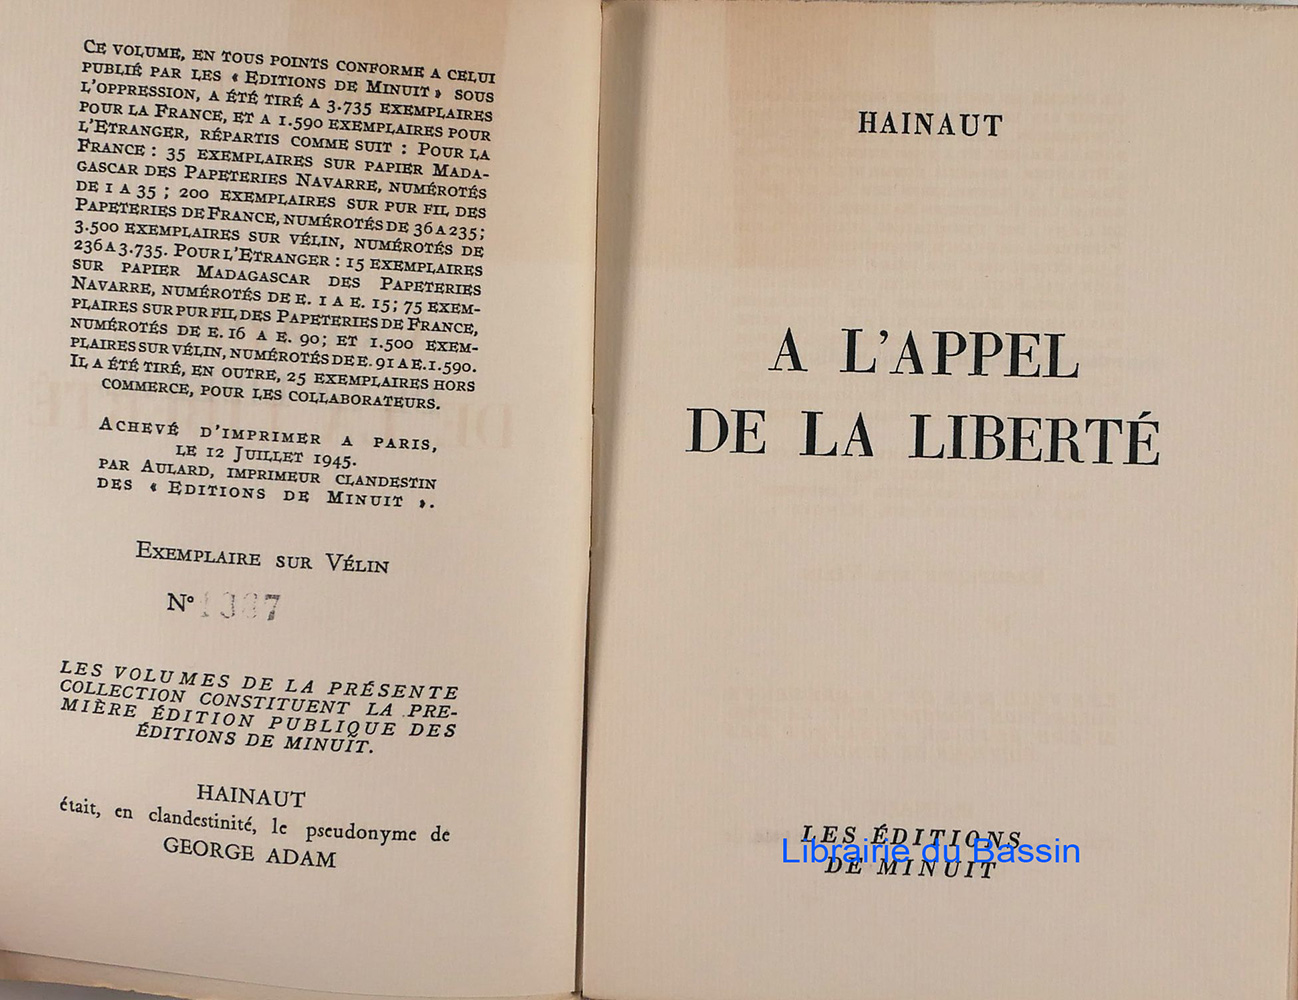 CE VOLUME, EN TOUS POINTS CONFORME A CELUI
PUBLIÉ PAR LES « EDITIONS DE MINUIT » SOUS
L'OPPRESSION, A ÉTÉ TIRÉ A 3.735 EXEMPLAIRES
POUR LA FRANCE, ET A 1.590 EXEMPLAIRES POUR
L'ETRANGER, RÉPARTIS COMME SUIT : POUR LA
FRANCE : 35 EXEMPLAIRES SUR PAPIER MADA-
GASCAR DES PAPETERIES NAVARRE, NUMÉROTÉS
DE 1 A 35 ; 200 EXEMPLAIRES SUR PUR FIL DES
PAPETERIES DE FRANCE, NUMÉROTÉS DE 36 A 235 ;
3.500 EXEMPLAIRES SUR VÉLIN, NUMÉROTÉS DE
236 A 3.735. POUR L'ETRANGER : 15 EXEMPLAIRES
SUR PAPIER MADAGASCAR DES PAPETERIES
NAVARRE, NUMÉROTÉS DE E. 1 A E. 15 ; 75 EXEM-
PLAIRES SUR PUR FIL DES PAPETERIES DE FRANCE,
NUMÉROTÉS DE E. 16 A E. 90; ET 1.500 EXEM-
PLAIRES SUR VÉLIN, NUMÉROTÉS DE E. 91 A E. 1.590.
IL A ÉTÉ TIRÉ, EN OUTRE, 25 EXEMPLAIRES HORS
COMMERCE, POUR LES COLLABORATEURS.
ACHEVÉ D'IMPRIMER A PARIS,
LE 12 JUILLET 1945.
PAR AULARD, IMPRIMEUR CLANDESTIN
DES « EDITIONS DE MINUIT ».
EXEMPLAIRE SUR VÉLIN
N°
LES VOLUMES DE LA PRÉSENTE
COLLECTION CONSTITUENT LA PRE-
MIÈRE ÉDITION PUBLIQUE DES
ÉDITIONS DE MINUIT.
HAINAUT
était, en clandestinité, le pseudonyme de
GEORGE ADAM
HAINAUT
A L'APPEL
DE LA LIBERTÉ
LES ÉDITIONS
Librairie du Bassin
DE MINUIT